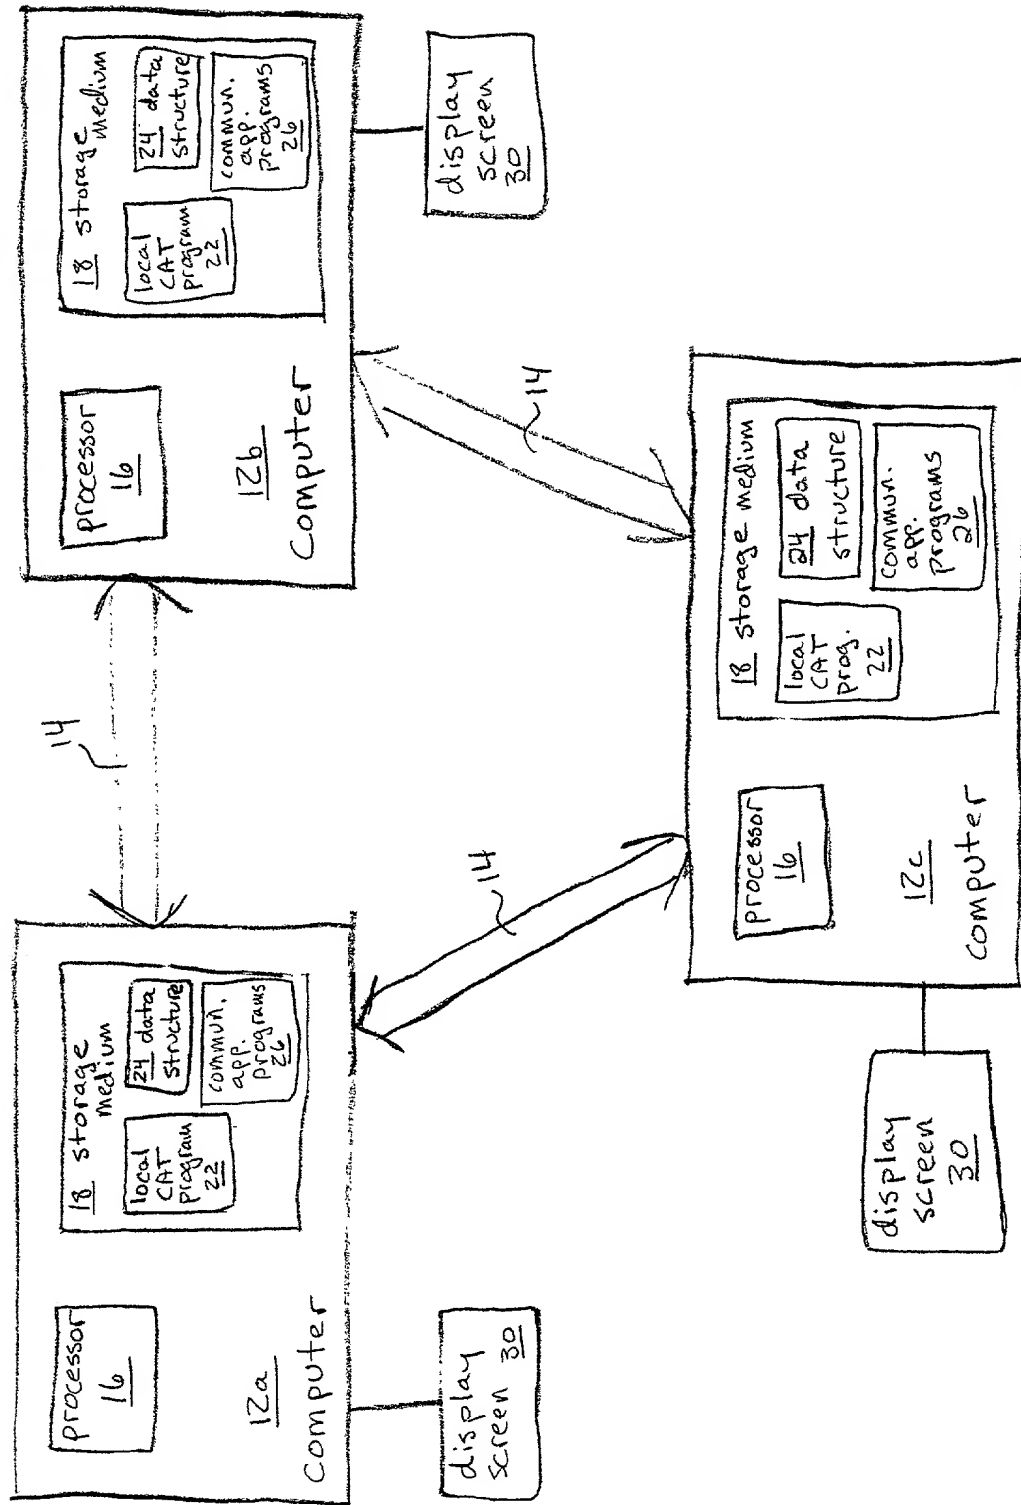 processor
16
18 storage
medium
local
CAT
program
22
24 data
structure
commun.
app.
programs
26
12a
computer
display
screen 30
14
processor
16
18 storage
medium
local
CAT
program
22
24 data
structure
commun.
app.
programs
26
12b
computer
display
screen
30
14
14
processor
16
18 storage medium
local
CAT
prog.
22
24 data
structure
commun.
app.
programs
26
12c
computer
display
screen
30